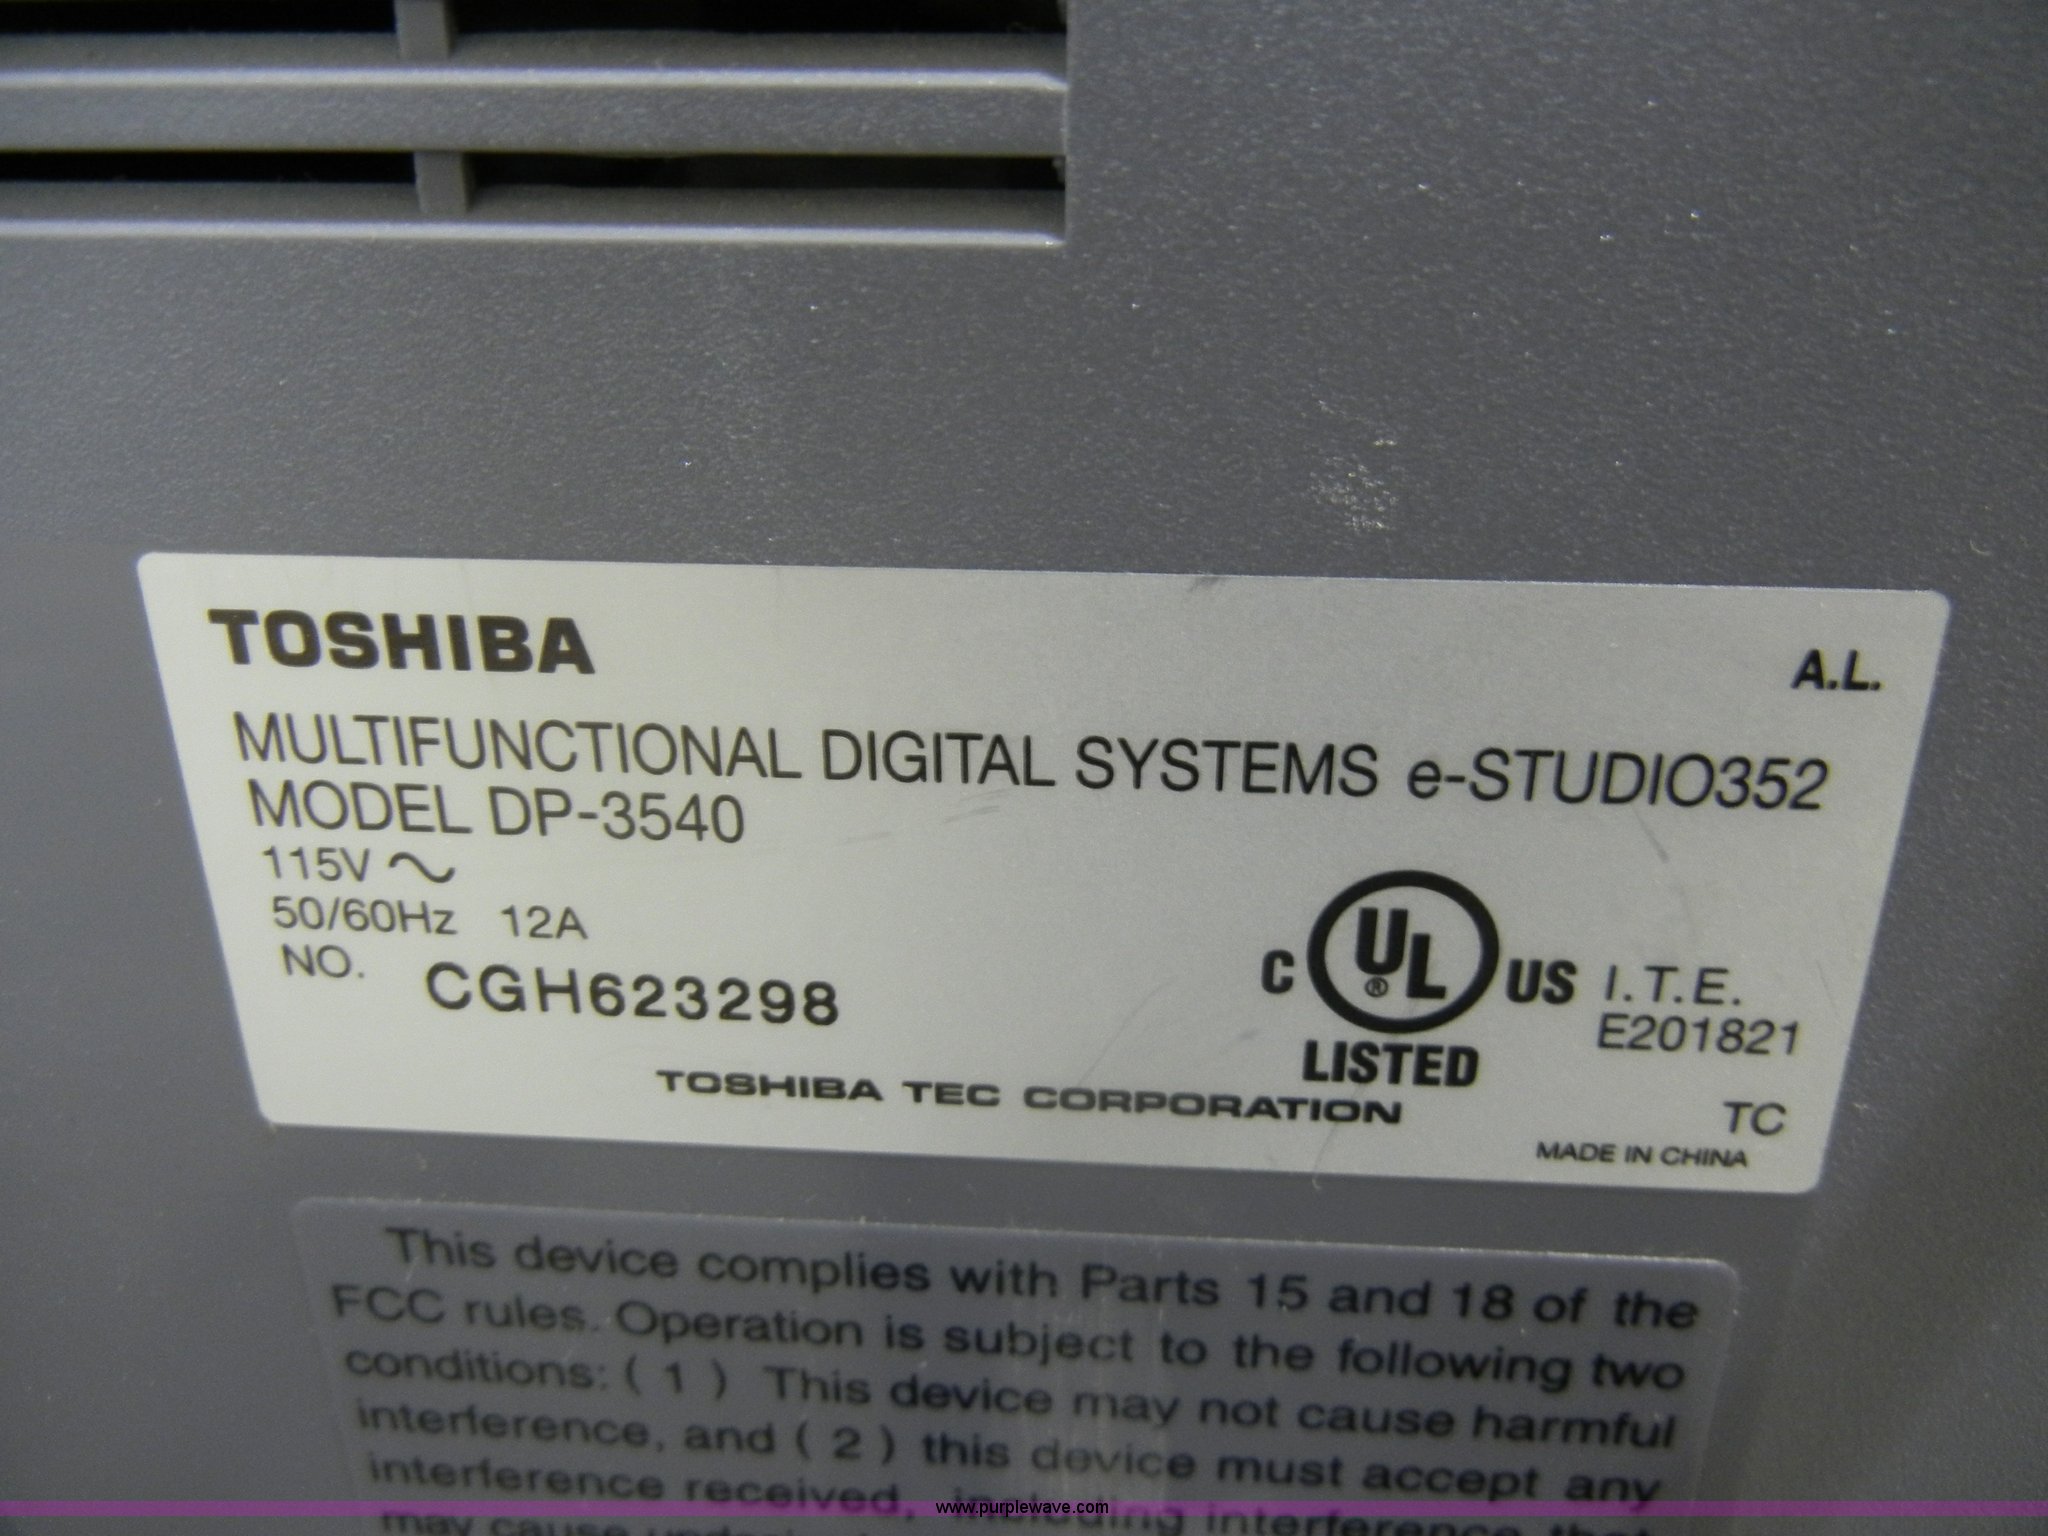 TOSHIBA
A.L.
MULTIFUNCTIONAL DIGITAL SYSTEMS e-STUDIO352
MODEL DP-3540
115V ~
50/60Hz 12A
NO. CGH623298
C UL® US I.T.E.
E201821
LISTED
TOSHIBA TEC CORPORATION
TC
MADE IN CHINA
This device complies with Parts 15 and 18 of the
FCC rules. Operation is subject to the following two
conditions: ( 1 ) This device may not cause harmful
interference, and ( 2 ) this device must accept any
interference received, including interference that
may cause
www.purplewave.com